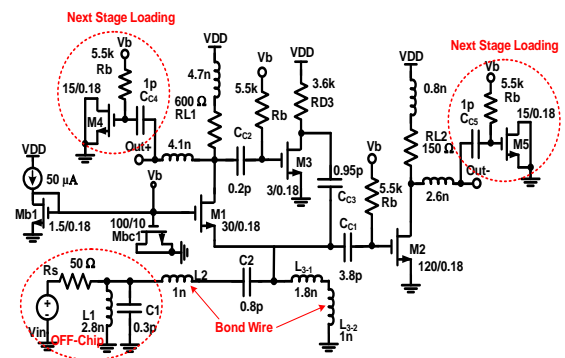 Next Stage Loading
Vb
5.5k
Rb
1p
CC4
15/0.18
M4
Out+
4.1n
VDD
4.7n
600 Ω
RL1
CC2
0.2p
Vb
5.5k
Rb
M3
3/0.18
VDD
3.6k
RD3
0.95p
CC3
Vb
5.5k
Rb
CC1
3.8p
M2
120/0.18
VDD
0.8n
RL2
150 Ω
2.6n
Out-
Next Stage Loading
Vb
5.5k
Rb
1p
CC5
15/0.18
M5
VDD
50 µA
Mb1
1.5/0.18
Vb
100/10
Mbc1
M1
30/0.18
Rs
50 Ω
Vin
L1
2.8n
C1
0.3p
OFF-Chip
L2
1n
C2
0.8p
L3-1
1.8n
L3-2
1n
Bond Wire